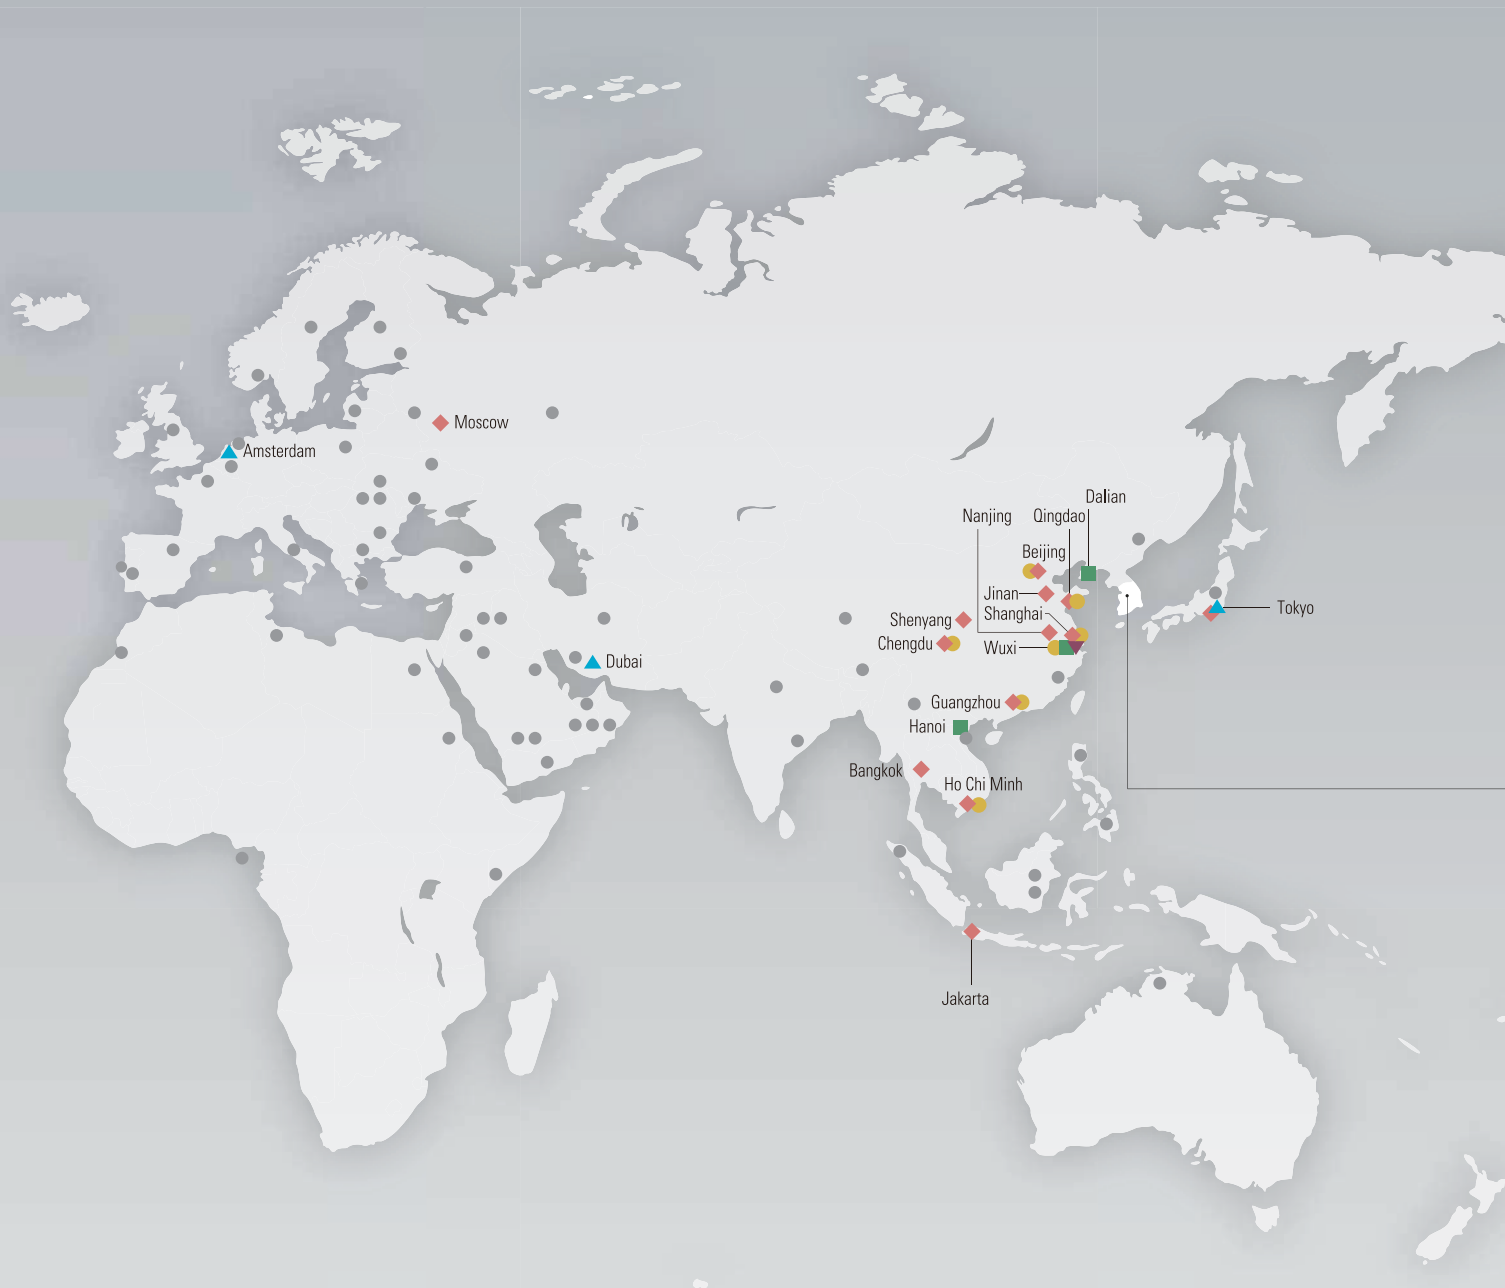 Moscow
Amsterdam
Dalian
Nanjing
Qingdao
Beijing
Jinan
Shanghai
Shenyang
Chengdu
Wuxi
Tokyo
Dubai
Guangzhou
Hanoi
Bangkok
Ho Chi Minh
Jakarta